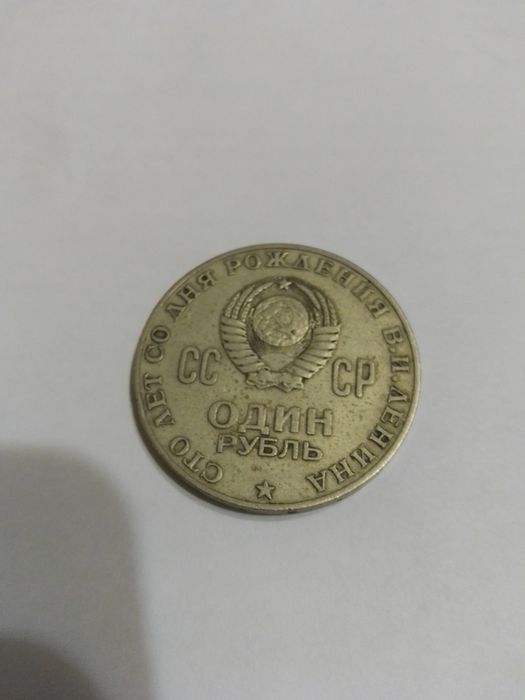 СТО ЛЕТ СО ДНЯ РОЖДЕНИЯ В.И.ЛЕНИНА
СС СР
ОДИН
РУБЛЬ